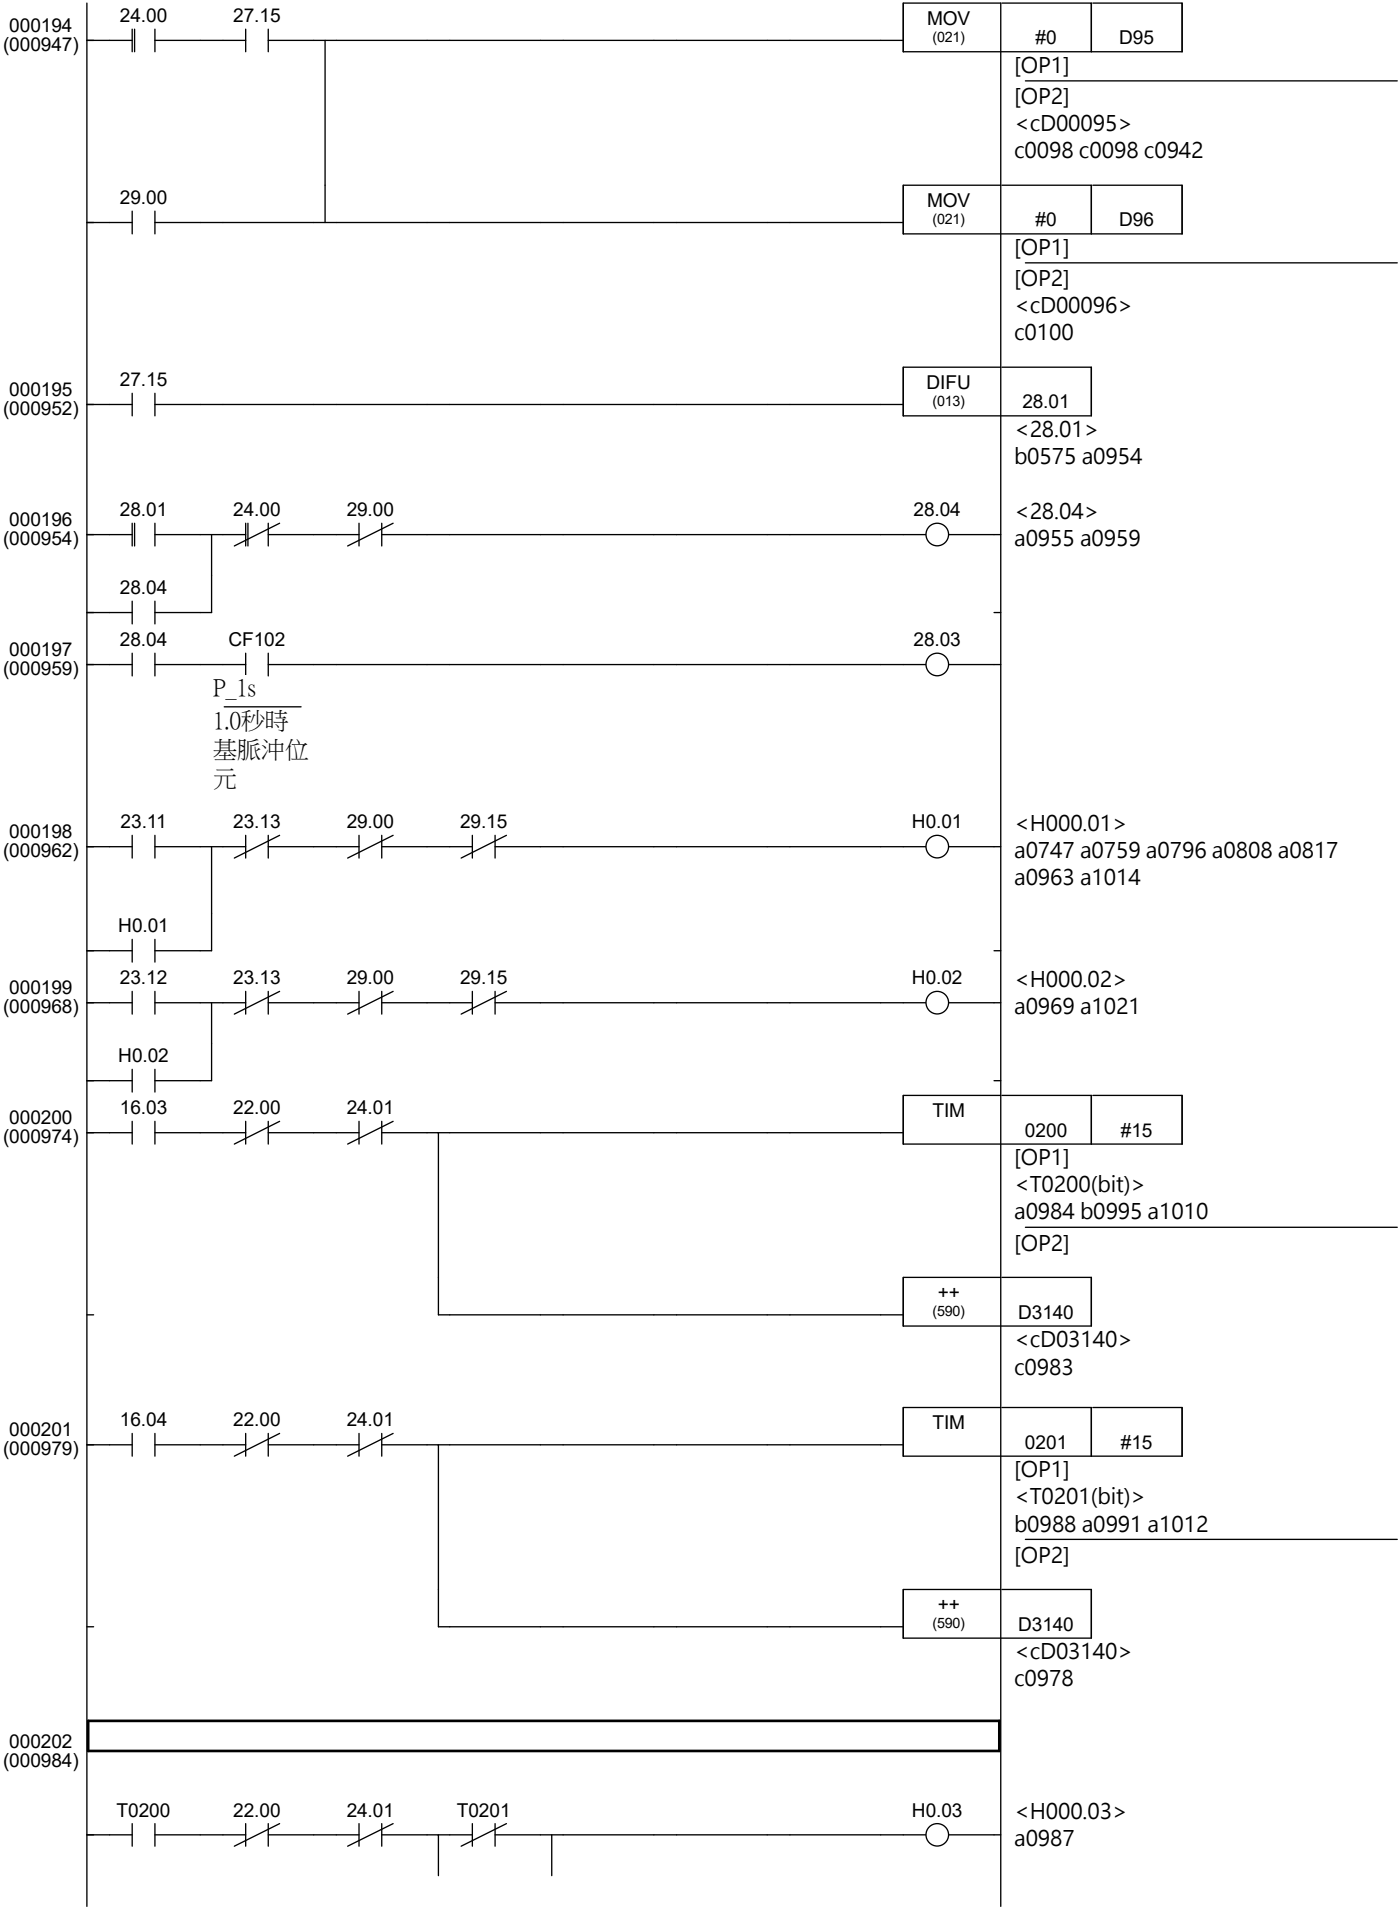 000194
(000947)
24.00 27.15
MOV
(021) #0 D95
[OP1]
[OP2]
<cD00095>
c0098 c0098 c0942
29.00
MOV
(021) #0 D96
[OP1]
[OP2]
<cD00096>
c0100
000195
(000952)
27.15
DIFU
(013) 28.01
<28.01>
b0575 a0954
000196
(000954)
28.01 24.00 29.00 28.04
<28.04>
a0955 a0959
28.04
000197
(000959)
28.04 CF102 28.03
P_1s
1.0秒時
基脈冲位
元
000198
(000962)
23.11 23.13 29.00 29.15 H0.01
<H000.01>
a0747 a0759 a0796 a0808 a0817
a0963 a1014
H0.01
000199
(000968)
23.12 23.13 29.00 29.15 H0.02
<H000.02>
a0969 a1021
H0.02
000200
(000974)
16.03 22.00 24.01
TIM
0200 #15
[OP1]
<T0200(bit)>
a0984 b0995 a1010
[OP2]
++
(590) D3140
<cD03140>
c0983
000201
(000979)
16.04 22.00 24.01
TIM
0201 #15
[OP1]
<T0201(bit)>
b0988 a0991 a1012
[OP2]
++
(590) D3140
<cD03140>
c0978
000202
(000984)
T0200 22.00 24.01 T0201 H0.03
<H000.03>
a0987